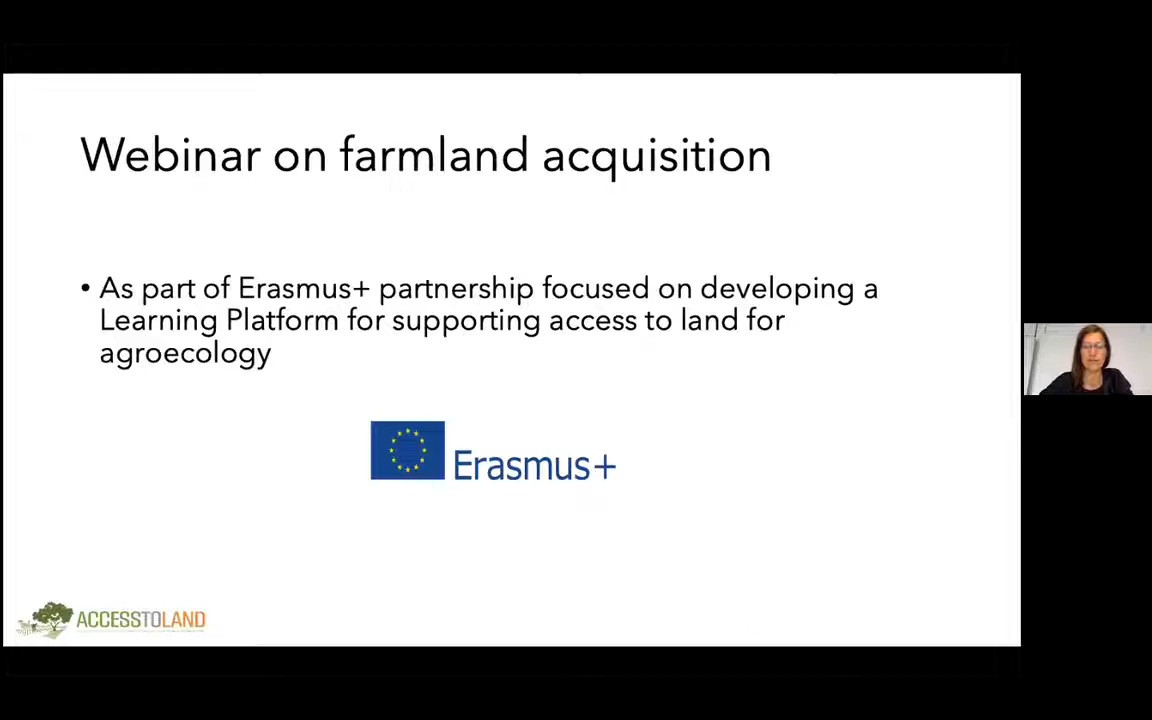 Webinar on farmland acquisition
• As part of Erasmus+ partnership focused on developing a
Learning Platform for supporting access to land for
agroecology
Erasmus+
ACCESSTOLAND